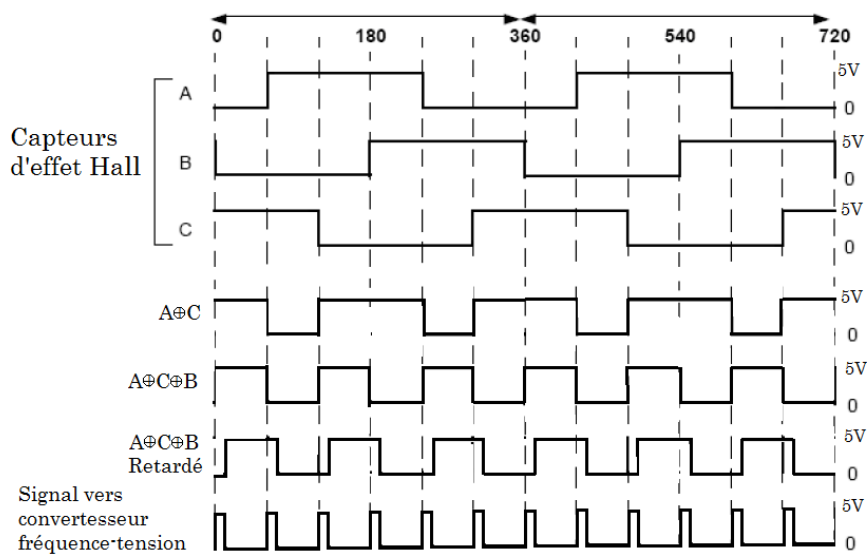 0 180 360 540 720
A 5V
0
Capteurs
d'effet Hall
B 5V
0
C 5V
0
A⊕C 5V
0
A⊕C⊕B 5V
0
A⊕C⊕B
Retardé
5V
0
Signal vers
convertesseur
fréquence-tension
5V
0